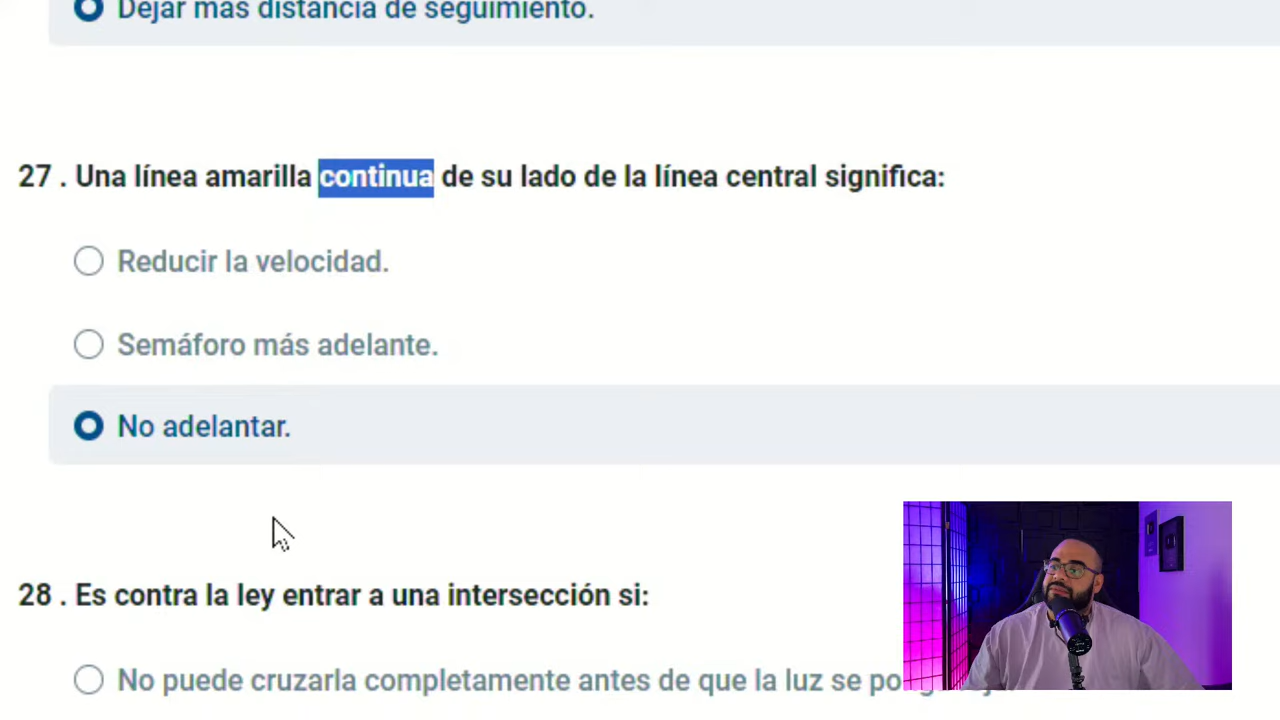 Dejar más distancia de seguimiento.
27 . Una línea amarilla continua de su lado de la línea central significa:
Reducir la velocidad.
Semáforo más adelante.
No adelantar.
28 . Es contra la ley entrar a una intersección si:
No puede cruzarla completamente antes de que la luz se